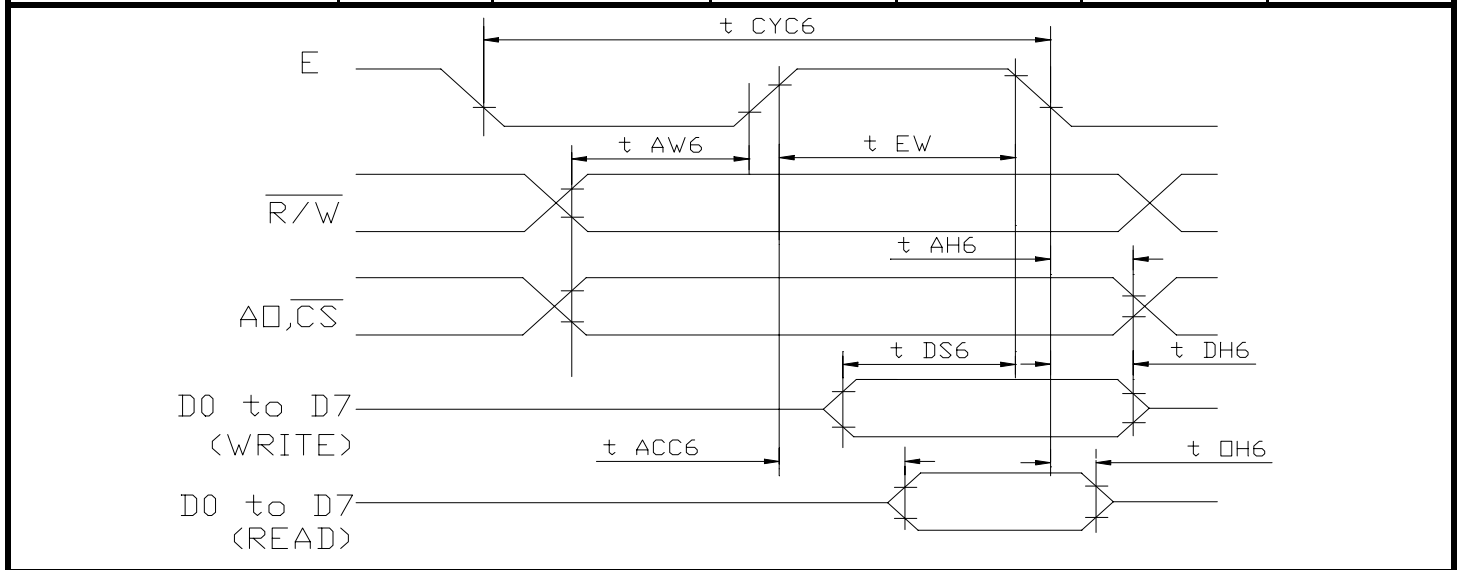 t CYC6
E
t AW6
t EW
R/W
t AH6
A0,CS
t DS6
t DH6
D0 to D7
(WRITE)
t ACC6
t OH6
D0 to D7
(READ)